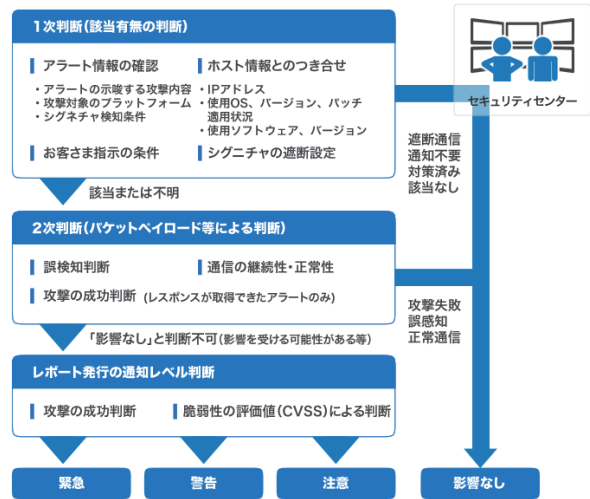 1次判断(該当有無の判断)
アラート情報の確認
・アラートの示唆する攻撃内容
・攻撃対象のプラットフォーム
・シグネチャ検知条件
ホスト情報とのつき合せ
・IPアドレス
・使用OS、バージョン、パッチ
適用状況
・使用ソフトウェア、バージョン
お客さま指示の条件
シグニチャの遮断設定
セキュリティセンター
遮断通信
通知不要
対策済み
該当なし
該当または不明
2次判断(パケットペイロード等による判断)
誤検知判断
通信の継続性・正常性
攻撃の成功判断 (レスポンスが取得できたアラートのみ)
攻撃失敗
誤感知
正常通信
「影響なし」と判断不可(影響を受ける可能性がある等)
レポート発行の通知レベル判断
攻撃の成功判断
脆弱性の評価値(CVSS)による判断
緊急
警告
注意
影響なし